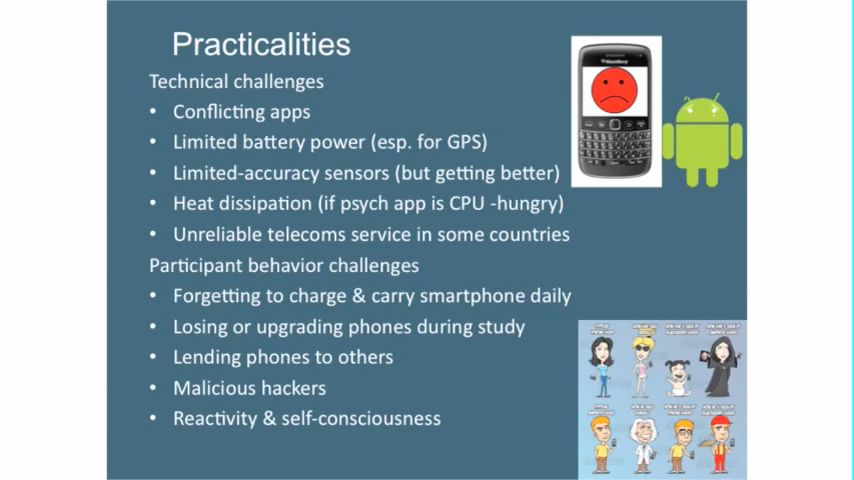 Practicalities
Technical challenges
• Conflicting apps
• Limited battery power (esp. for GPS)
• Limited-accuracy sensors (but getting better)
• Heat dissipation (if psych app is CPU -hungry)
• Unreliable telecoms service in some countries
Participant behavior challenges
• Forgetting to charge & carry smartphone daily
• Losing or upgrading phones during study
• Lending phones to others
• Malicious hackers
• Reactivity & self-consciousness
BlackBerry